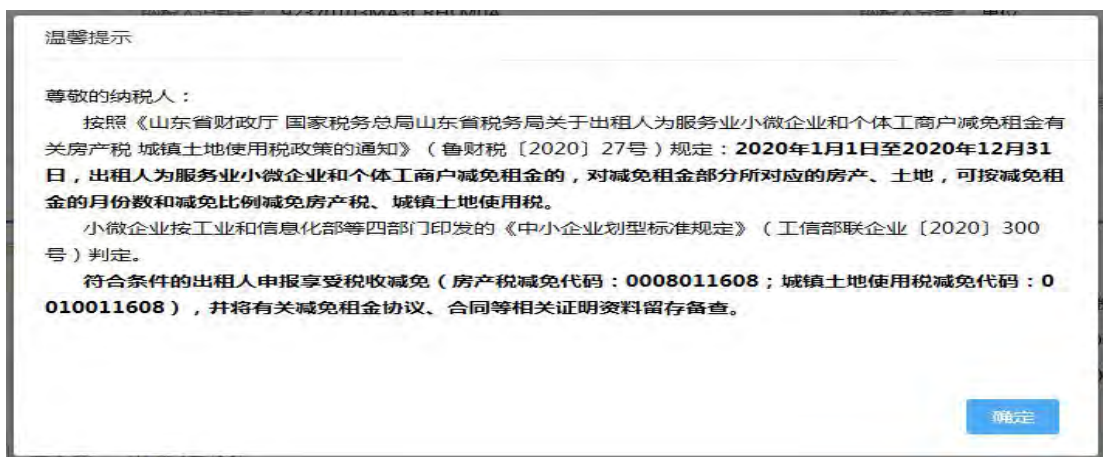 温馨提示
尊敬的纳税人：
按照《山东省财政厅 国家税务总局山东省税务局关于出租人为服务业小微企业和个体工商户减免租金有
关房产税 城镇土地使用税政策的通知》（鲁财税〔2020〕27号）规定：2020年1月1日至2020年12月31
日，出租人为服务业小微企业和个体工商户减免租金的，对减免租金部分所对应的房产、土地，可按减免租
金的月份数和减免比例减免房产税、城镇土地使用税。
小微企业按工业和信息化部等四部门印发的《中小企业划型标准规定》（工信部联企业〔2020〕300
号）判定。
符合条件的出租人申报享受税收减免（房产税减免代码：0008011608；城镇土地使用税减免代码：0
010011608），并将有关减免租金协议、合同等相关证明资料留存备查。
确定